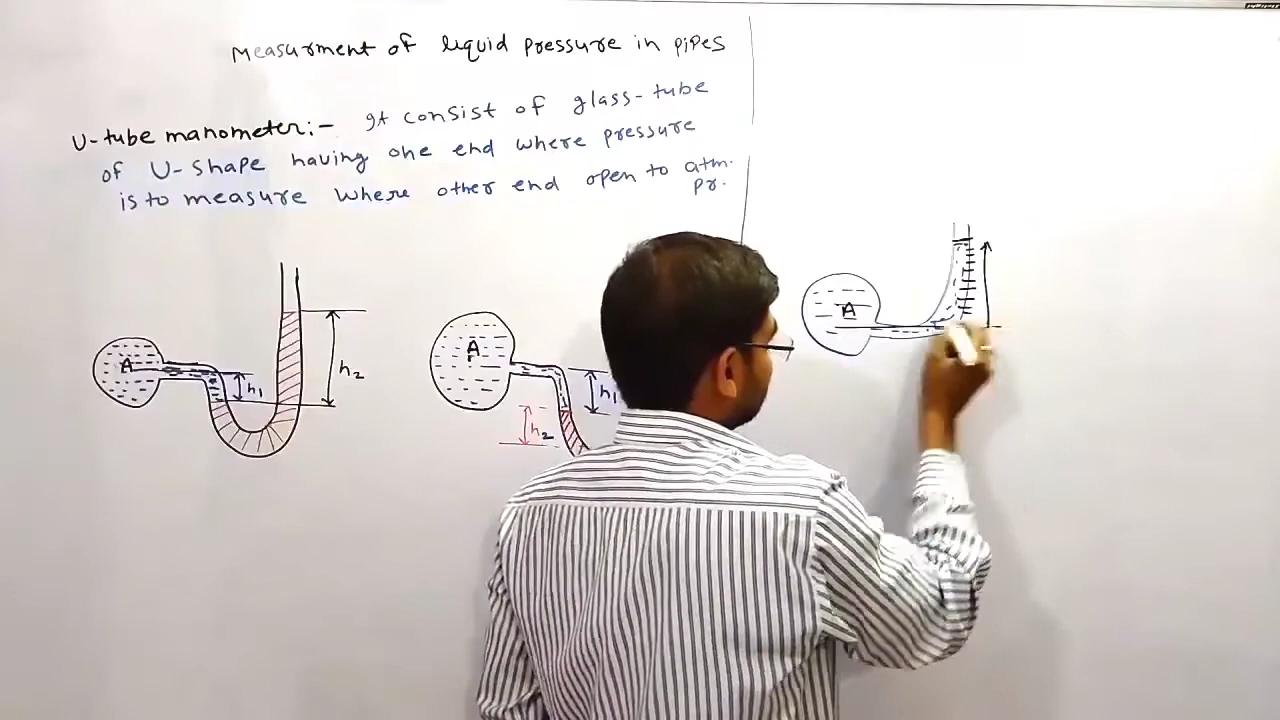 Measurment of liquid pressure in pipes
U-tube manometer:- It consist of glass-tube
of U-shape having one end where pressure
is to measure where other end open to atm.
pr.
A
h1
h2
A
h1
h2
A